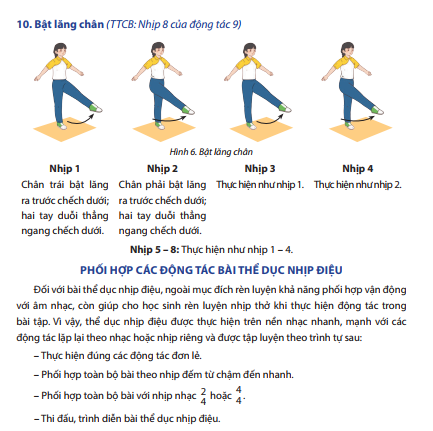 10. Bật lăng chân (TTCB: Nhịp 8 của động tác 9)
Hình 6. Bật lăng chân
Nhịp 1
Chân trái bật lăng
ra trước chếch dưới;
hai tay duỗi thẳng
ngang chếch dưới.
Nhịp 2
Chân phải bật lăng
ra trước chếch dưới;
hai tay duỗi thẳng
ngang chếch dưới.
Nhịp 3
Thực hiện như nhịp 1.
Nhịp 4
Thực hiện như nhịp 2.
Nhịp 5 – 8: Thực hiện như nhịp 1 – 4.
PHỐI HỢP CÁC ĐỘNG TÁC BÀI THỂ DỤC NHỊP ĐIỆU
Đối với bài thể dục nhịp điệu, ngoài mục đích rèn luyện khả năng phối hợp vận động
với âm nhạc, còn giúp cho học sinh rèn luyện nhịp thở khi thực hiện động tác trong
bài tập. Vì vậy, thể dục nhịp điệu được thực hiện trên nền nhạc nhanh, mạnh với các
động tác lặp lại theo nhạc hoặc nhịp riêng và được tập luyện theo trình tự sau:
– Thực hiện đúng các động tác đơn lẻ.
– Phối hợp toàn bộ bài theo nhịp đếm từ chậm đến nhanh.
– Phối hợp toàn bộ bài với nhịp nhạc 2/4 hoặc 4/4.
– Thi đấu, trình diễn bài thể dục nhịp điệu.